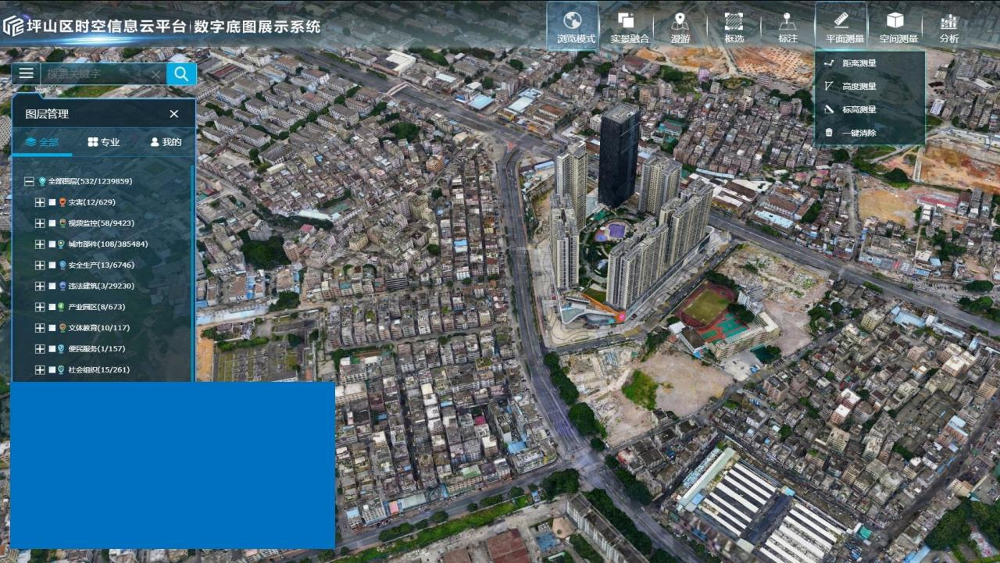 坪山区时空信息云平台 数字底图展示系统
浏览模式 实景融合 漫游 框选 标注 平面测量 空间测量 分析
距离测量
高度测量
标高测量
一键清除
搜索关键字
图层管理
全部 专业 我的
全部图层(532/1239859)
灾害(12/629)
视频监控(58/9423)
城市部件(108/385484)
安全生产(13/6746)
违法建筑(3/29230)
产业园区(8/673)
文体教育(10/117)
便民服务(1/157)
社会组织(15/261)